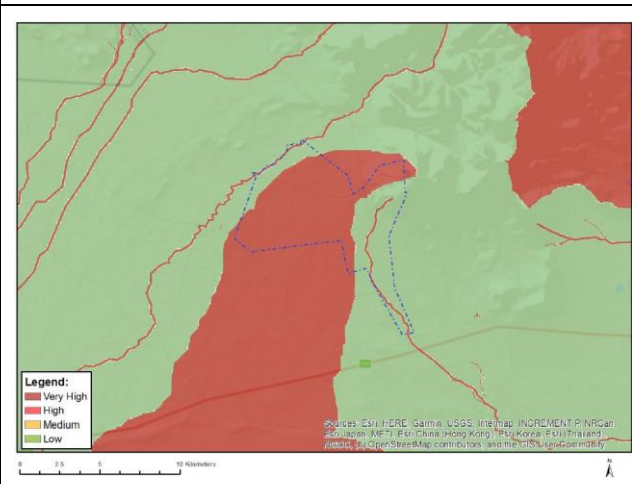 Legend:
Very High
High
Medium
Low
Sources: Esri, HERE, Garmin, USGS, Intermap, INCREMENT P, NRCan,
Esri Japan, METI, Esri China (Hong Kong), Esri Korea, Esri (Thailand),
(c) OpenStreetMap contributors, and the GIS User Community
0 2.5 5 10 Kilometers
N